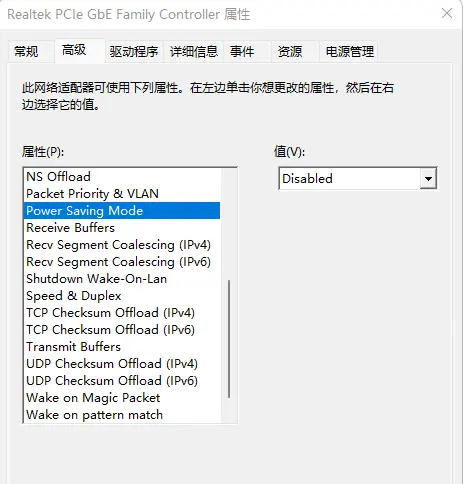 Realtek PCIe GbE Family Controller 属性
常规 高级 驱动程序 详细信息 事件 资源 电源管理
此网络适配器可使用下列属性。在左边单击你想更改的属性，然后在右
边选择它的值。
属性(P): 值(V):
NS Offload Disabled
Packet Priority & VLAN
Power Saving Mode
Receive Buffers
Recv Segment Coalescing (IPv4)
Recv Segment Coalescing (IPv6)
Shutdown Wake-On-Lan
Speed & Duplex
TCP Checksum Offload (IPv4)
TCP Checksum Offload (IPv6)
Transmit Buffers
UDP Checksum Offload (IPv4)
UDP Checksum Offload (IPv6)
Wake on Magic Packet
Wake on pattern match